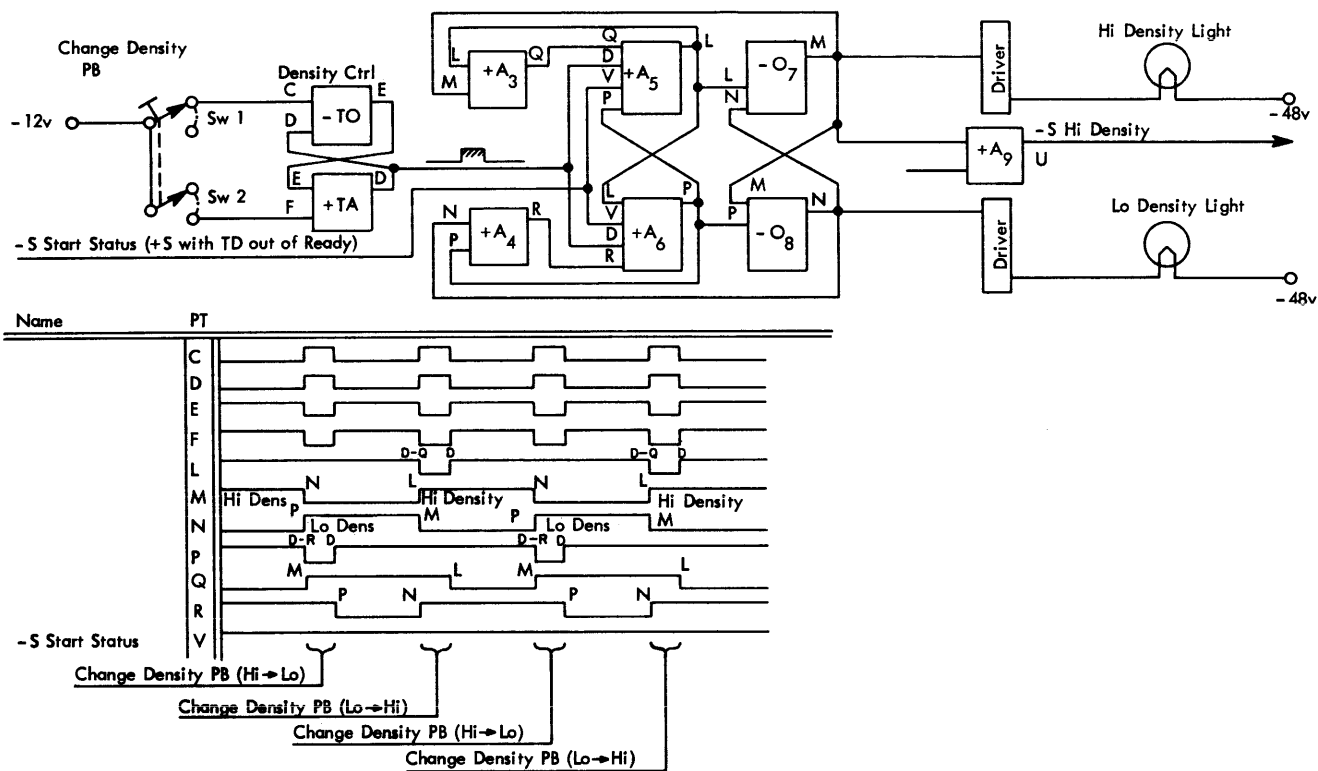 Change Density
PB
-12v
Sw 1
Sw 2
Density Ctrl
C
-TO
E
D
E
+TA
D
F
-S Start Status (+S with TD out of Ready)
L
+A3
Q
M
Q
D
V
P
+A5
L
N
+A4
R
P
L
V
D
R
+A6
P
L
N
-O7
M
M
P
-O8
N
Driver
Hi Density Light
-48v
+A9
-S Hi Density
U
Driver
Lo Density Light
-48v
Name PT
C
D
E
F
D-Q D D-Q D
L
N L N L
M Hi Dens Hi Density Hi Density
P M P M
N Lo Dens Lo Dens
D-R D D-R D
P
M L M L
Q
P N P N
R
-S Start Status V
Change Density PB (Hi→Lo)
Change Density PB (Lo→Hi)
Change Density PB (Hi→Lo)
Change Density PB (Lo→Hi)